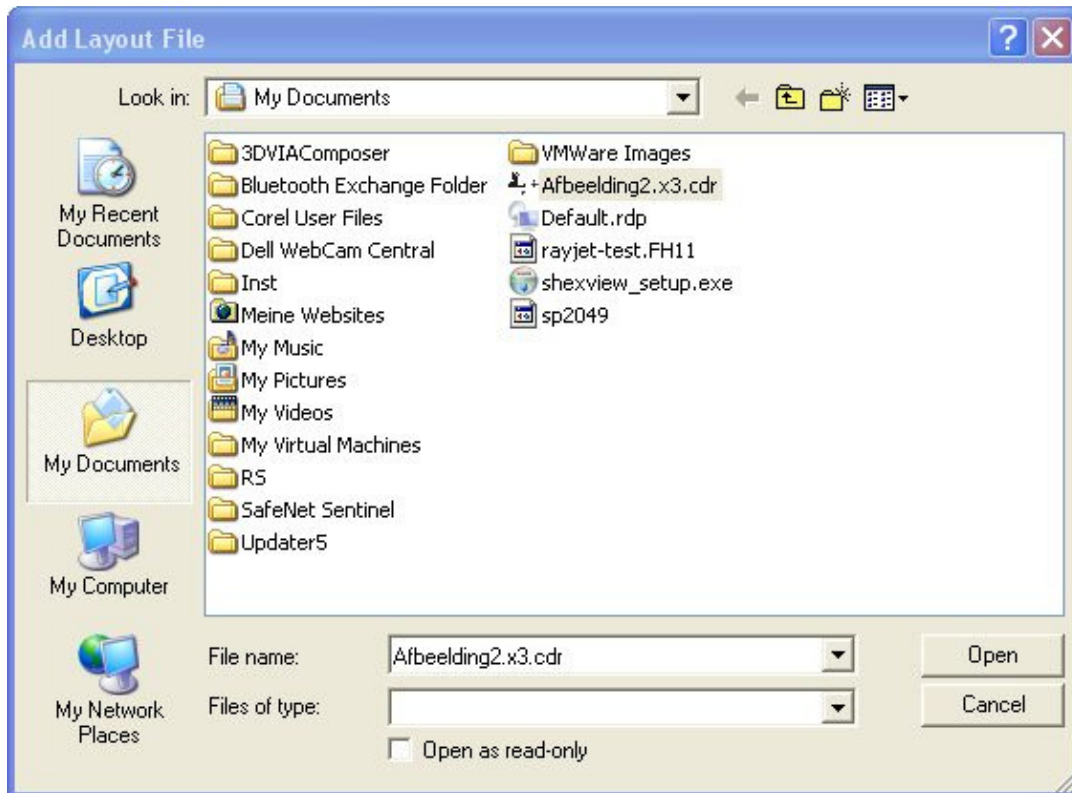 Add Layout File
Look in:
My Documents
My Recent
Documents
Desktop
My Documents
My Computer
My Network
Places
3DVIAComposer
Bluetooth Exchange Folder
Corel User Files
Dell WebCam Central
Inst
Meine Websites
My Music
My Pictures
My Videos
My Virtual Machines
RS
SafeNet Sentinel
Updater5
VMWare Images
Afbeelding2.x3.cdr
Default.rdp
rayjet-test.FH11
shexview_setup.exe
sp2049
File name:
Afbeelding2.x3.cdr
Open
Files of type:
Cancel
Open as read-only